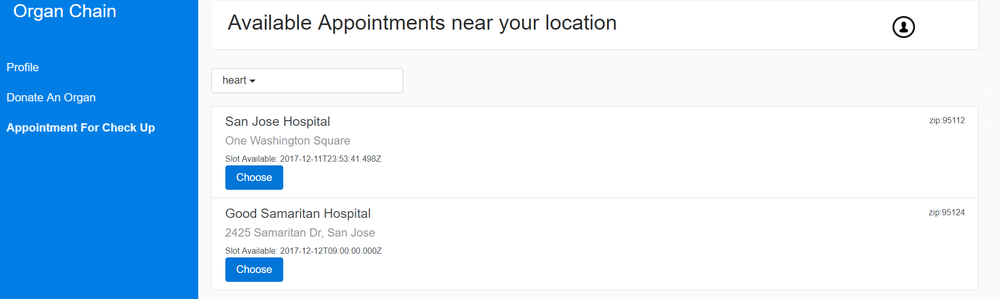 Organ Chain
Available Appointments near your location
Profile
Donate An Organ
Appointment For Check Up
heart
San Jose Hospital
zip:95112
One Washington Square
Slot Available: 2017-12-11T23:53:41.498Z
Choose
Good Samaritan Hospital
zip:95124
2425 Samaritan Dr, San Jose
Slot Available: 2017-12-12T09:00:00.000Z
Choose